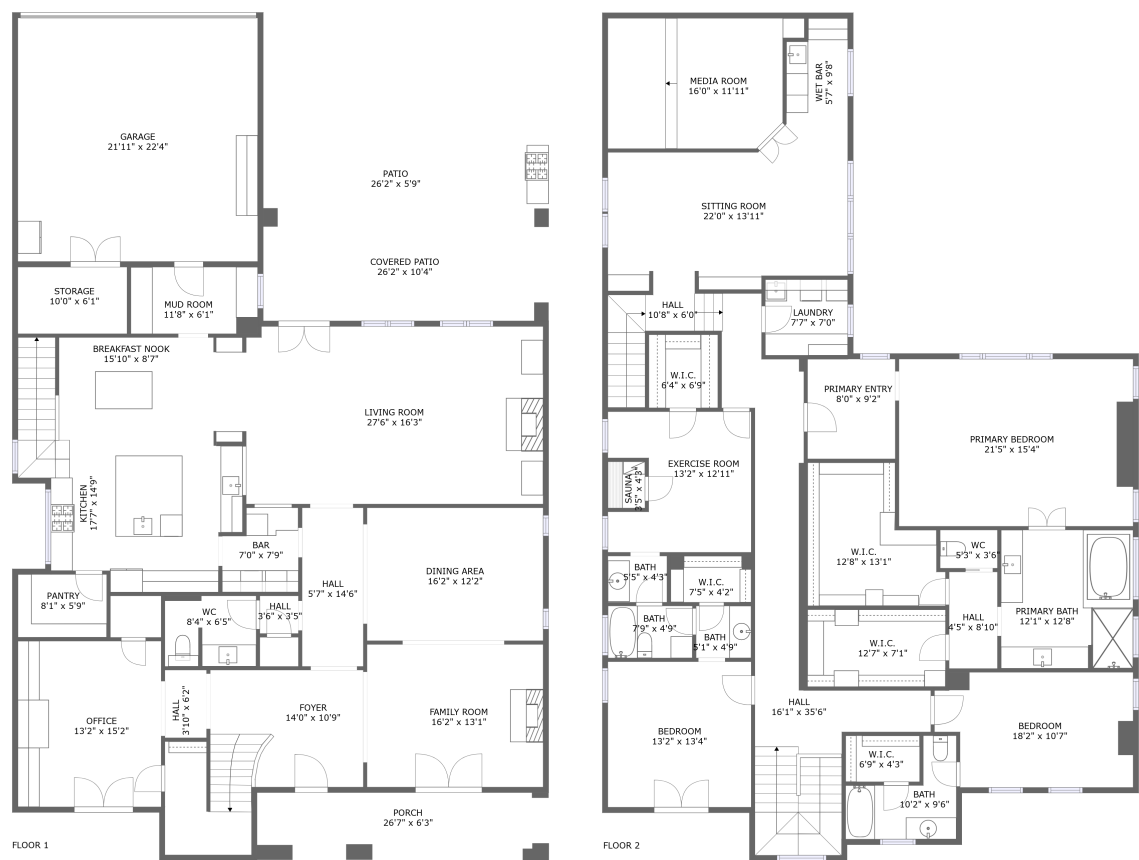 GARAGE
21'11" x 22'4"
PATIO
26'2" x 5'9"
COVERED PATIO
26'2" x 10'4"
STORAGE
10'0" x 6'1"
MUD ROOM
11'8" x 6'1"
BREAKFAST NOOK
15'10" x 8'7"
LIVING ROOM
27'6" x 16'3"
KITCHEN
17'7" x 14'9"
BAR
7'0" x 7'9"
DINING AREA
16'2" x 12'2"
HALL
5'7" x 14'6"
PANTRY
8'1" x 5'9"
WC
8'4" x 6'5"
HALL
3'6" x 3'5"
HALL
3'10" x 6'2"
OFFICE
13'2" x 15'2"
FOYER
14'0" x 10'9"
FAMILY ROOM
16'2" x 13'1"
PORCH
26'7" x 6'3"
FLOOR 1
MEDIA ROOM
16'0" x 11'11"
WET BAR
5'7" x 9'8"
SITTING ROOM
22'0" x 13'11"
HALL
10'8" x 6'0"
LAUNDRY
7'7" x 7'0"
W.I.C.
6'4" x 6'9"
PRIMARY ENTRY
8'0" x 9'2"
PRIMARY BEDROOM
21'5" x 15'4"
EXERCISE ROOM
13'2" x 12'11"
SAUNA
3'5" x 4'3"
W.I.C.
12'8" x 13'1"
WC
5'3" x 3'6"
BATH
5'5" x 4'3"
W.I.C.
7'5" x 4'2"
BATH
7'9" x 4'9"
BATH
5'1" x 4'9"
HALL
4'5" x 8'10"
PRIMARY BATH
12'1" x 12'8"
W.I.C.
12'7" x 7'1"
HALL
16'1" x 35'6"
BEDROOM
13'2" x 13'4"
BEDROOM
18'2" x 10'7"
W.I.C.
6'9" x 4'3"
BATH
10'2" x 9'6"
FLOOR 2